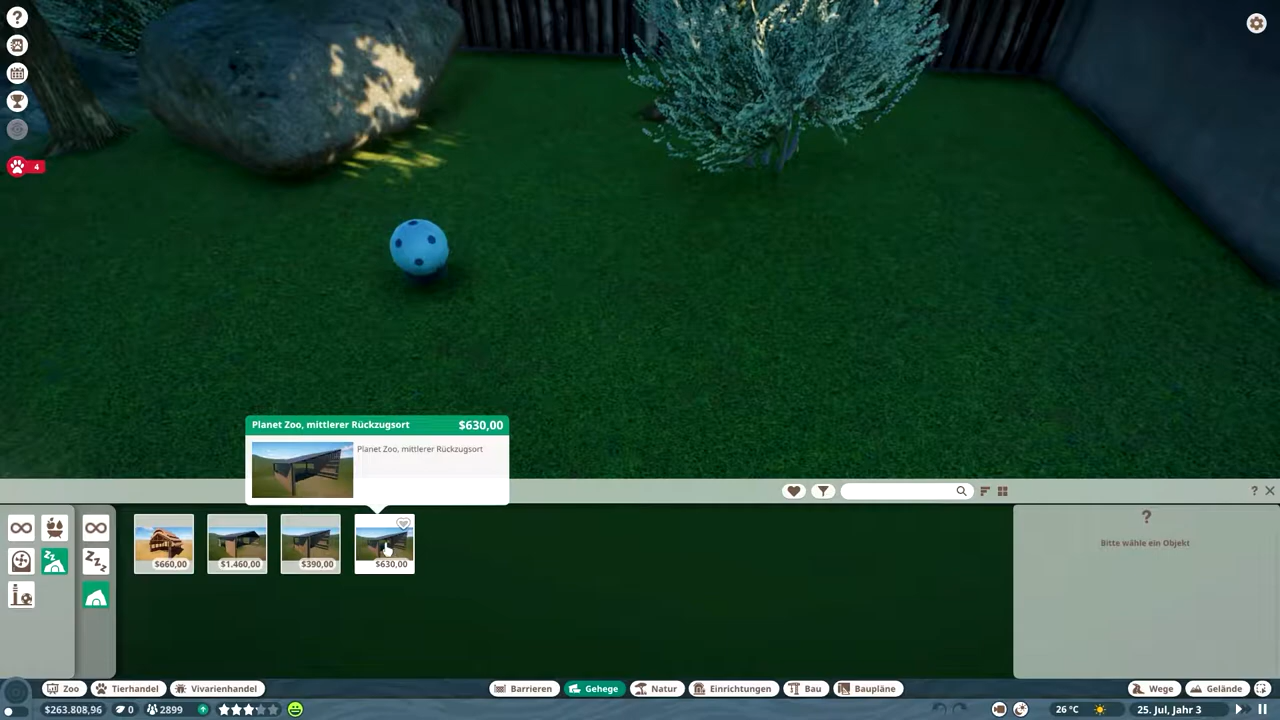 ?
4
Planet Zoo, mittlerer Rückzugsort $630,00
Planet Zoo, mittlerer Rückzugsort
? ×
$660,00 $1.460,00 $390,00 $630,00
?
Bitte wähle ein Objekt
Zoo Tierhandel Vivarienhandel Barrieren Gehege Natur Einrichtungen Bau Baupläne Wege Gelände
$263.808,96 0 2899 26 °C 25. Jul, Jahr 3